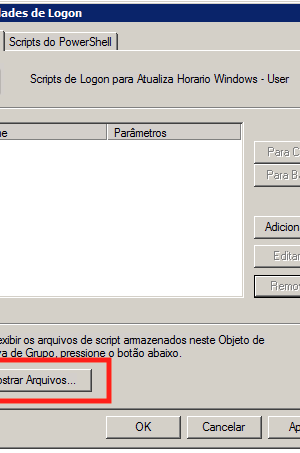 dades de Logon
Scripts do PowerShell
Scripts de Logon para Atualiza Horario Windows - User
me Parâmetros
Para C
Para Ba
Adicion
Editar
Remov
exibir os arquivos de script armazenados neste Objeto de
va de Grupo, pressione o botão abaixo.
ostrar Arquivos...
OK Cancelar Ap